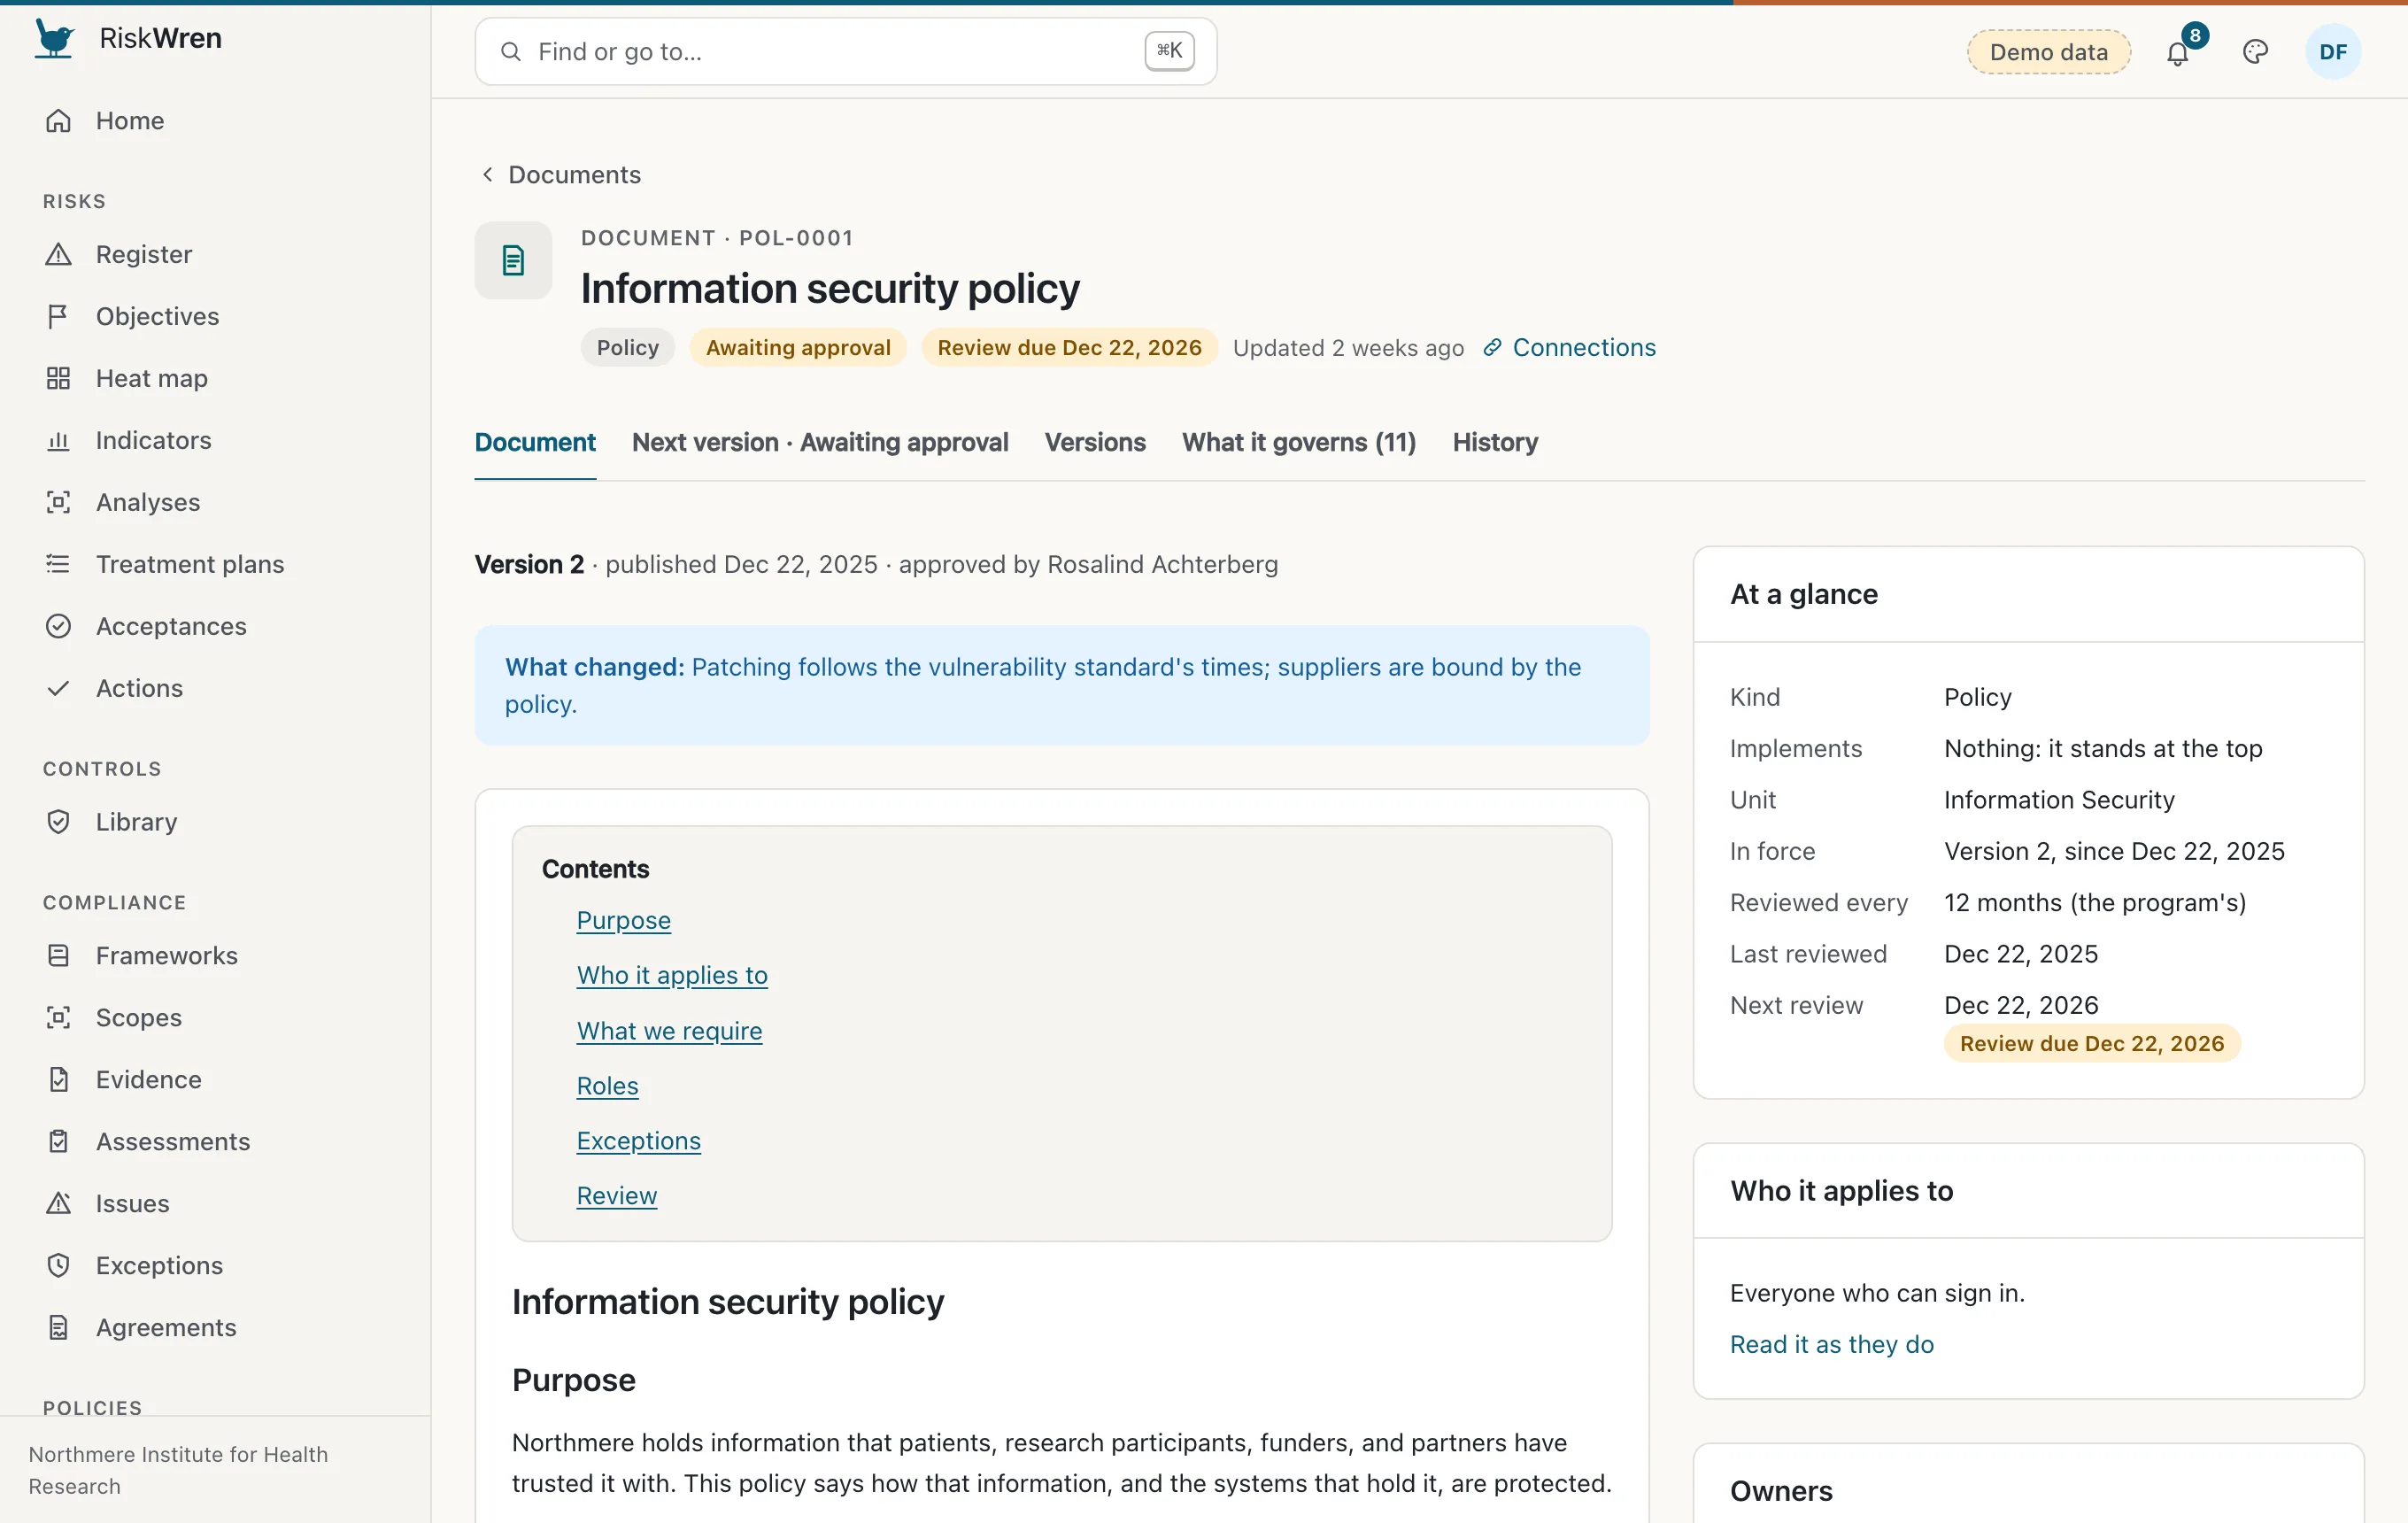 RiskWren
Find or go to...
⌘K
Demo data
8
DF
Home
RISKS
Register
Objectives
Heat map
Indicators
Analyses
Treatment plans
Acceptances
Actions
CONTROLS
Library
COMPLIANCE
Frameworks
Scopes
Evidence
Assessments
Issues
Exceptions
Agreements
POLICIES
Northmere Institute for Health
Research
Documents
DOCUMENT · POL-0001
Information security policy
Policy
Awaiting approval
Review due Dec 22, 2026
Updated 2 weeks ago
Connections
Document
Next version · Awaiting approval
Versions
What it governs (11)
History
Version 2 · published Dec 22, 2025 · approved by Rosalind Achterberg
What changed: Patching follows the vulnerability standard's times; suppliers are bound by the
policy.
Contents
Purpose
Who it applies to
What we require
Roles
Exceptions
Review
Information security policy
Purpose
Northmere holds information that patients, research participants, funders, and partners have
trusted it with. This policy says how that information, and the systems that hold it, are protected.
At a glance
Kind Policy
Implements Nothing: it stands at the top
Unit Information Security
In force Version 2, since Dec 22, 2025
Reviewed every 12 months (the program's)
Last reviewed Dec 22, 2025
Next review Dec 22, 2026
Review due Dec 22, 2026
Who it applies to
Everyone who can sign in.
Read it as they do
Owners